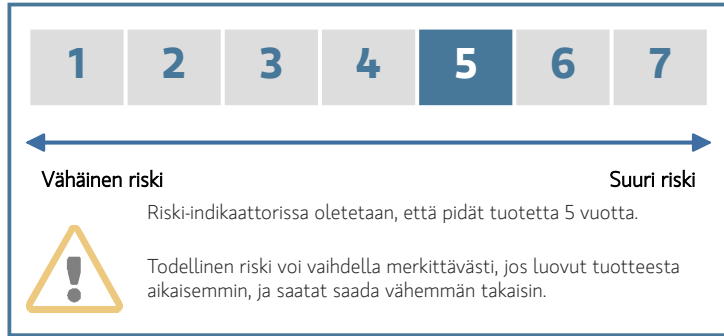 1 2 3 4 5 6 7
Vähäinen riski Suuri riski
Riski-indikaattorissa oletetaan, että pidät tuotetta 5 vuotta.
Todellinen riski voi vaihdella merkittävästi, jos luovut tuotteesta
aikaisemmin, ja saatat saada vähemmän takaisin.